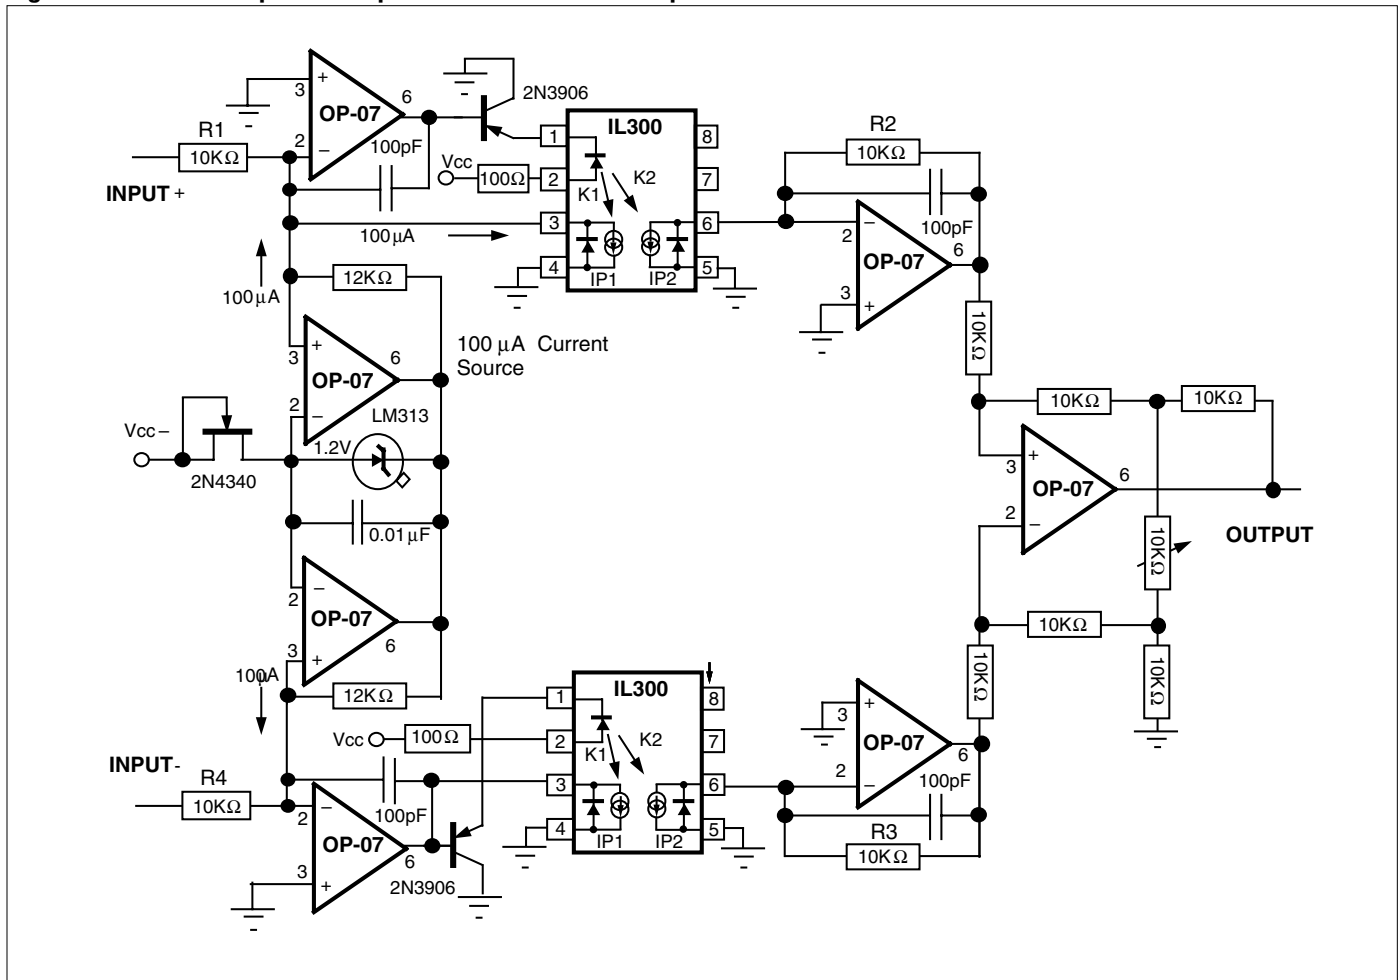 3
+
OP-07
6
2N3906
IL300
R1
10KΩ
2
−
100pF
Vcc
100Ω
1
2
3
4
8
7
6
5
K1
K2
IP1
IP2
INPUT +
100μA
R2
10KΩ
100pF
2
−
OP-07
6
3
+
12KΩ
100μA
3
+
OP-07
6
2
−
100 μA Current
Source
LM313
1.2V
Vcc−
2N4340
0.01μF
10KΩ
10KΩ
10KΩ
+
3
OP-07
6
2
−
10KΩ
OUTPUT
−
2
OP-07
6
3
+
100μA
12KΩ
10KΩ
10KΩ
10KΩ
IL300
1
2
3
4
8
7
6
5
K1
K2
IP1
IP2
Vcc
100Ω
INPUT-
R4
10KΩ
100pF
−
2
OP-07
6
3
+
2N3906
+
3
OP-07
6
2
−
100pF
R3
10KΩ